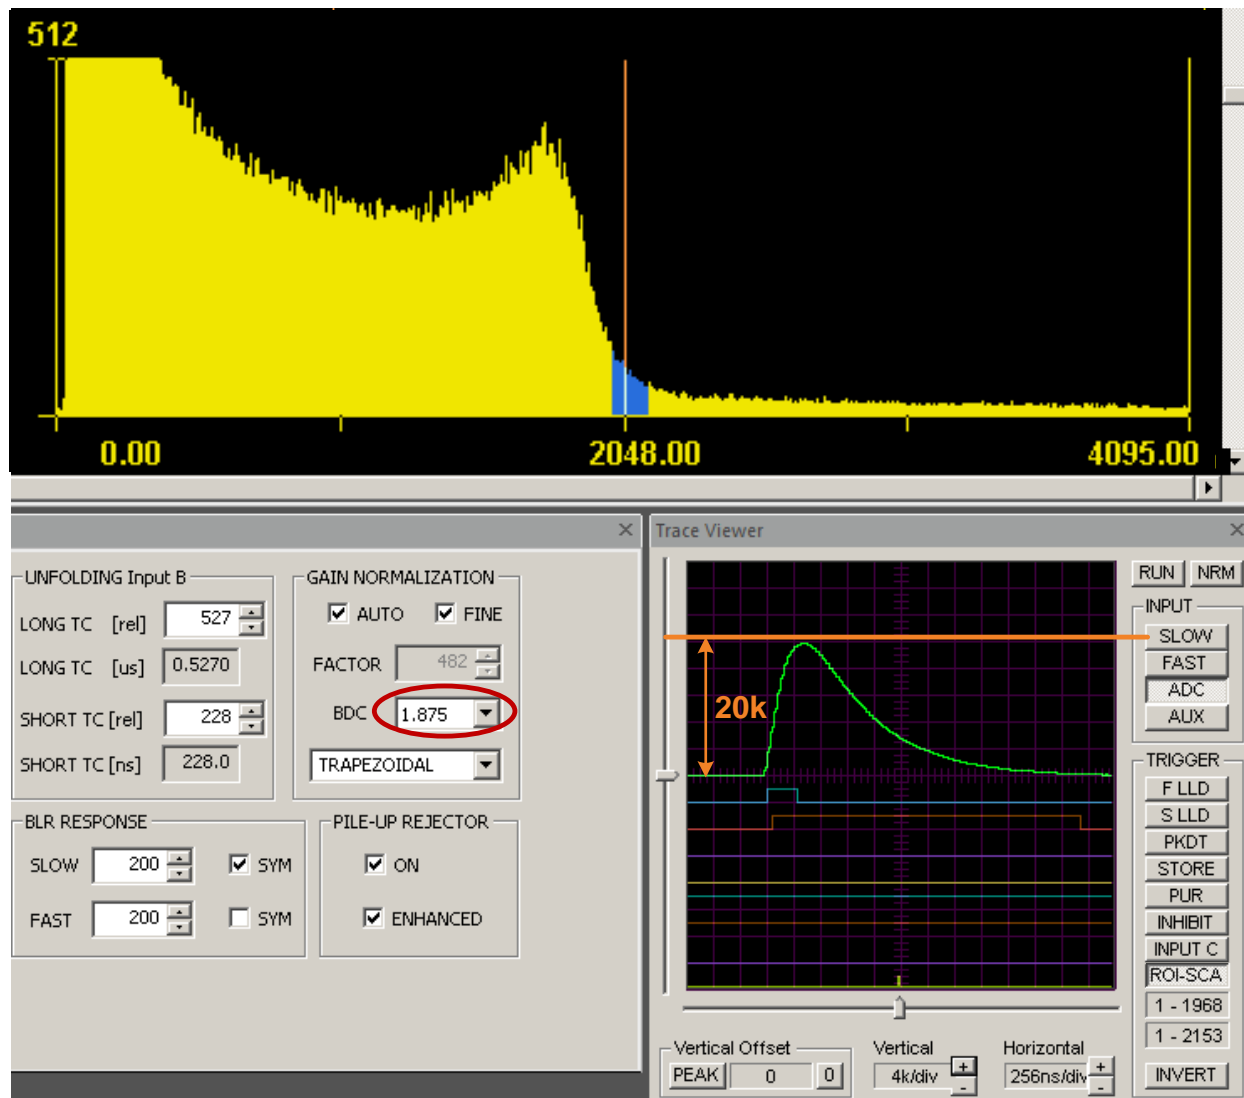 512
0.00 2048.00 4095.00
Trace Viewer
UNFOLDING Input B
LONG TC [rel] 527
LONG TC [us] 0.5270
SHORT TC [rel] 228
SHORT TC [ns] 228.0
GAIN NORMALIZATION
AUTO FINE
FACTOR 482
BDC 1.875
TRAPEZOIDAL
BLR RESPONSE
SLOW 200 SYM
FAST 200 SYM
PILE-UP REJECTOR
ON
ENHANCED
20k
RUN NRM
INPUT
SLOW
FAST
ADC
AUX
TRIGGER
F LLD
S LLD
PKDT
STORE
PUR
INHIBIT
INPUT C
ROI-SCA
1 - 1968
1 - 2153
INVERT
Vertical Offset
PEAK 0 0
Vertical
4k/div + -
Horizontal
256ns/div + -